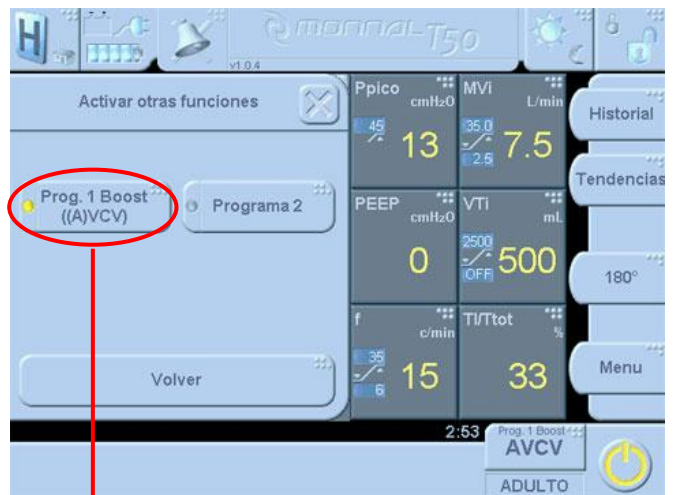 H
monnal T50
v1.0.4
Activar otras funciones
Prog. 1 Boost
((A)VCV)
Programa 2
Volver
Ppico
cmH2O
45
13
MVi
L/min
35.0
2.5
7.5
PEEP
cmH2O
0
VTi
mL
2500
OFF
500
f
c/min
35
6
15
TI/Ttot
%
33
Historial
Tendencias
180°
Menu
2:53
Prog. 1 Boost
AVCV
ADULTO